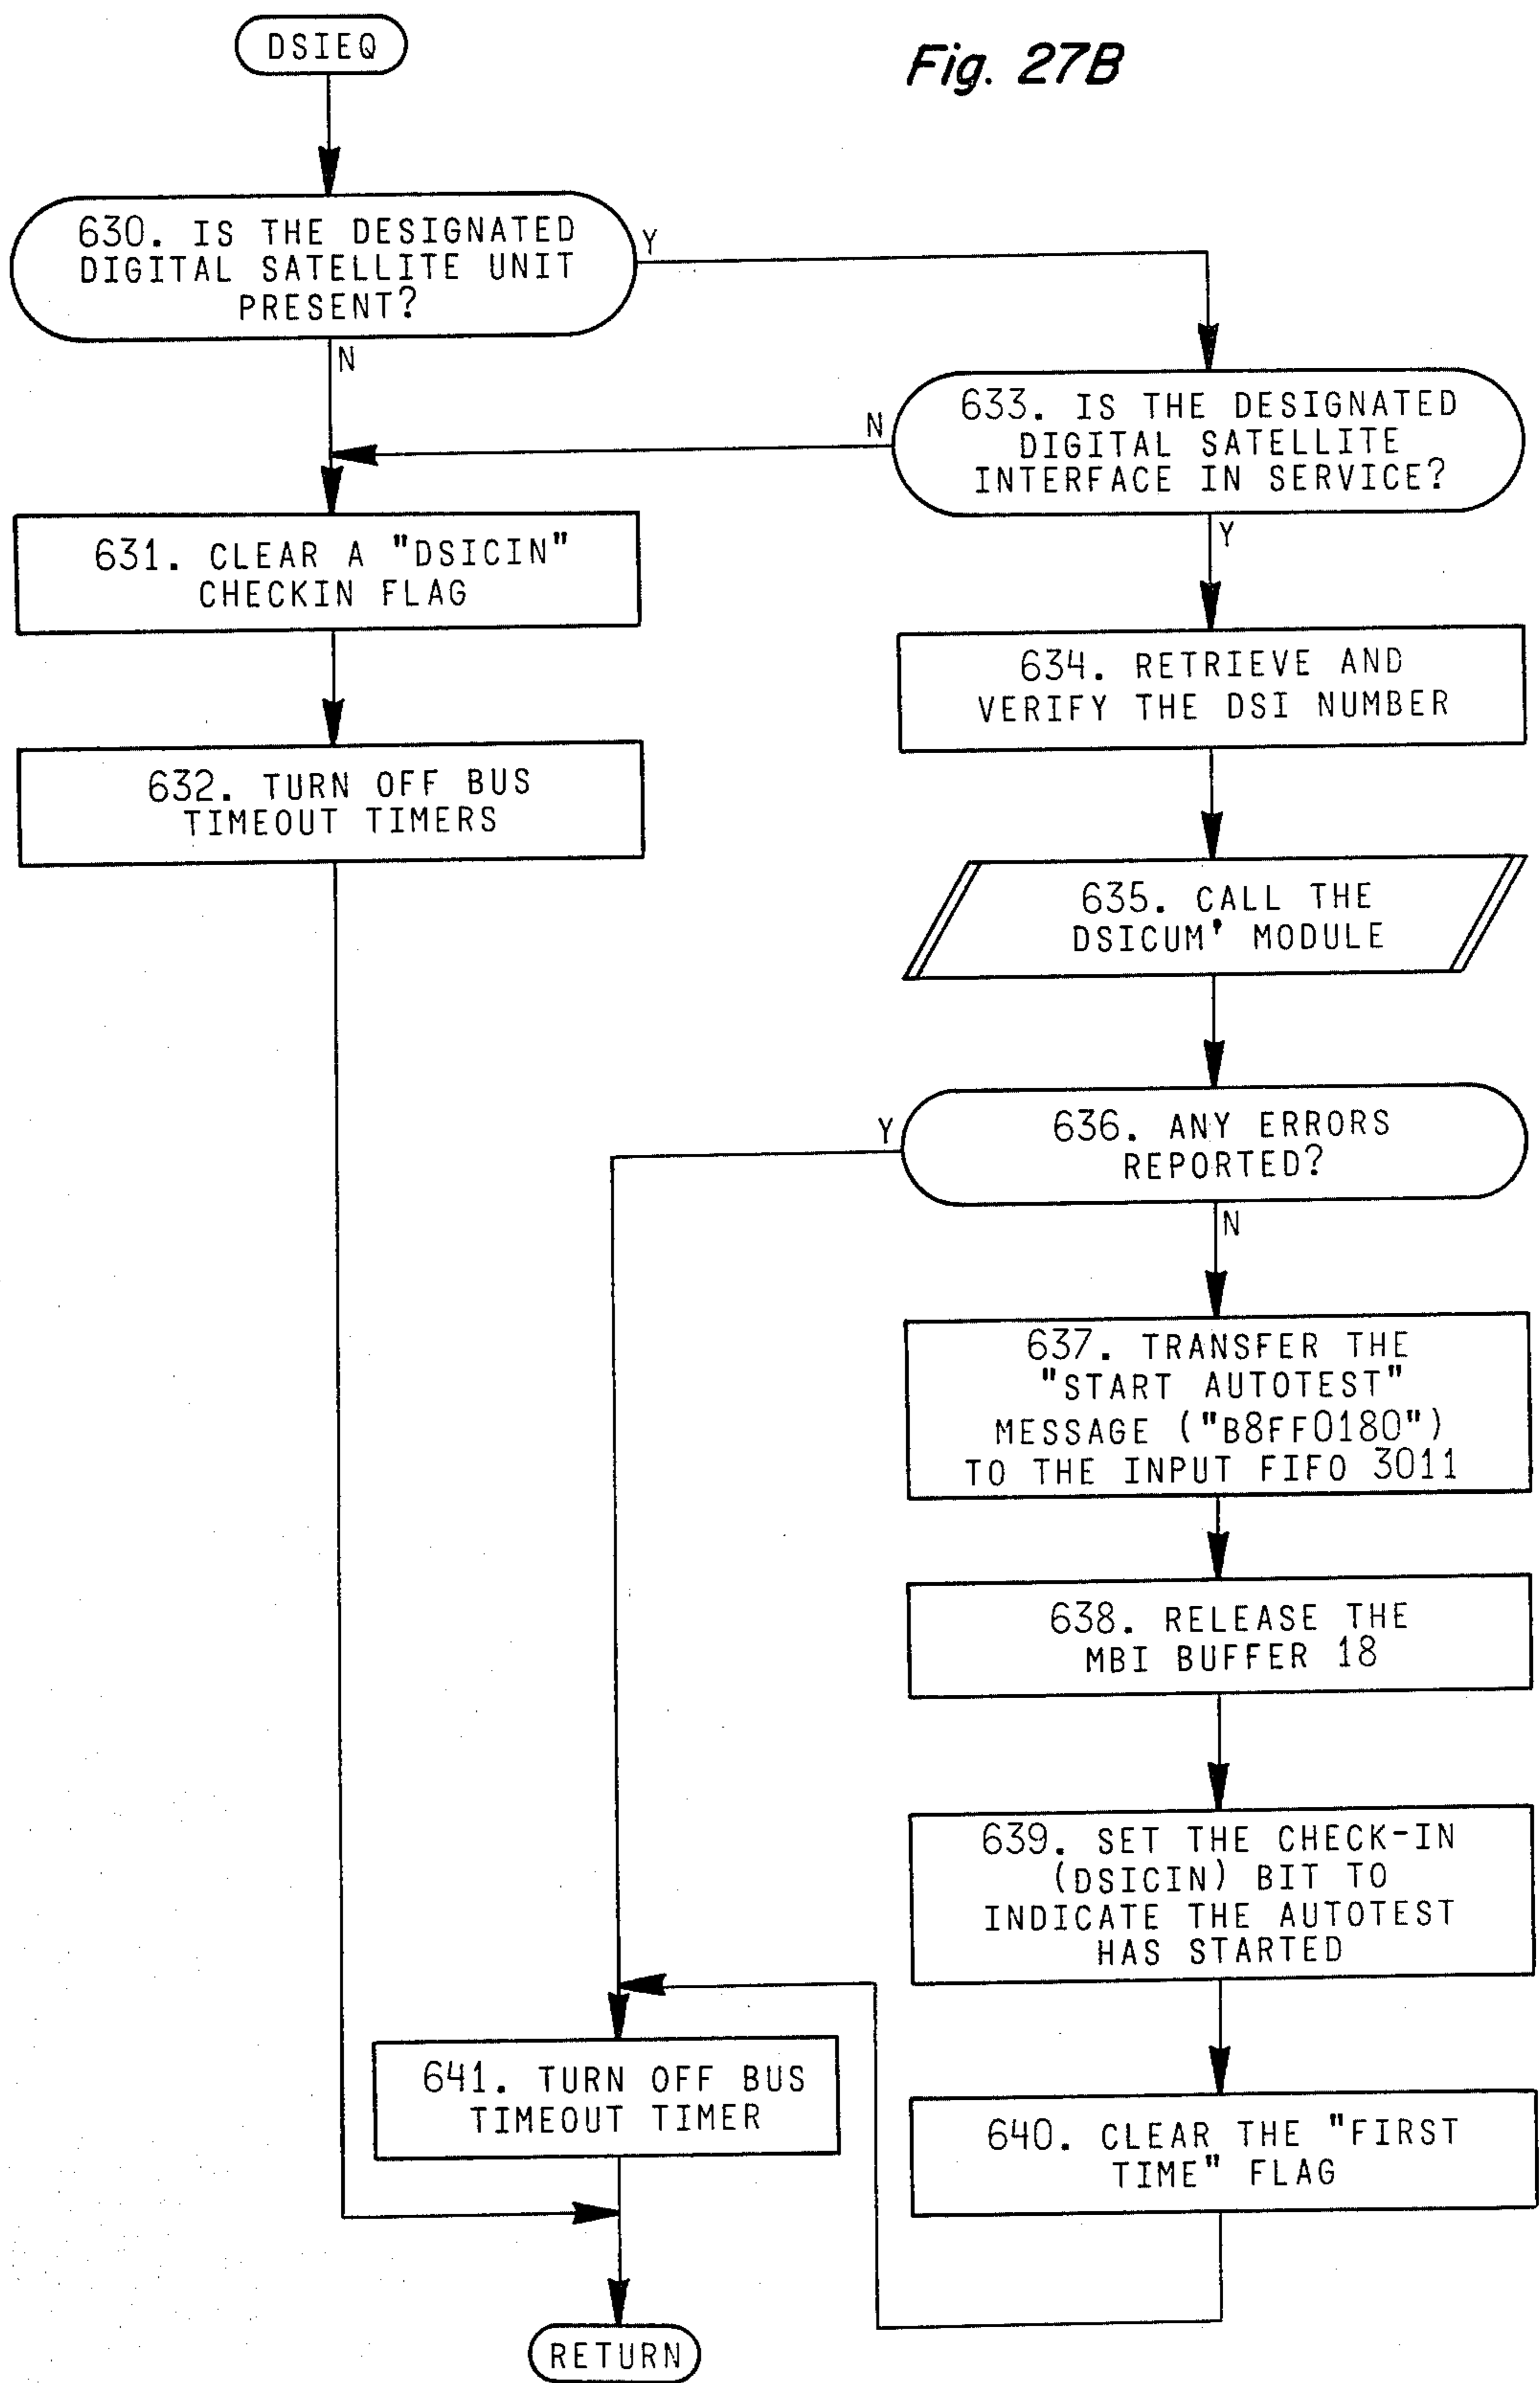 DSIEQ
Fig. 27B
630. IS THE DESIGNATED
DIGITAL SATELLITE UNIT
PRESENT?
Y
N
633. IS THE DESIGNATED
DIGITAL SATELLITE
INTERFACE IN SERVICE?
N
Y
631. CLEAR A "DSICIN"
CHECKIN FLAG
632. TURN OFF BUS
TIMEOUT TIMERS
634. RETRIEVE AND
VERIFY THE DSI NUMBER
635. CALL THE
DSICUM' MODULE
636. ANY ERRORS
REPORTED?
Y
N
637. TRANSFER THE
"START AUTOTEST"
MESSAGE ("B8FF0180")
TO THE INPUT FIFO 3011
638. RELEASE THE
MBI BUFFER 18
639. SET THE CHECK-IN
(DSICIN) BIT TO
INDICATE THE AUTOTEST
HAS STARTED
640. CLEAR THE "FIRST
TIME" FLAG
641. TURN OFF BUS
TIMEOUT TIMER
RETURN